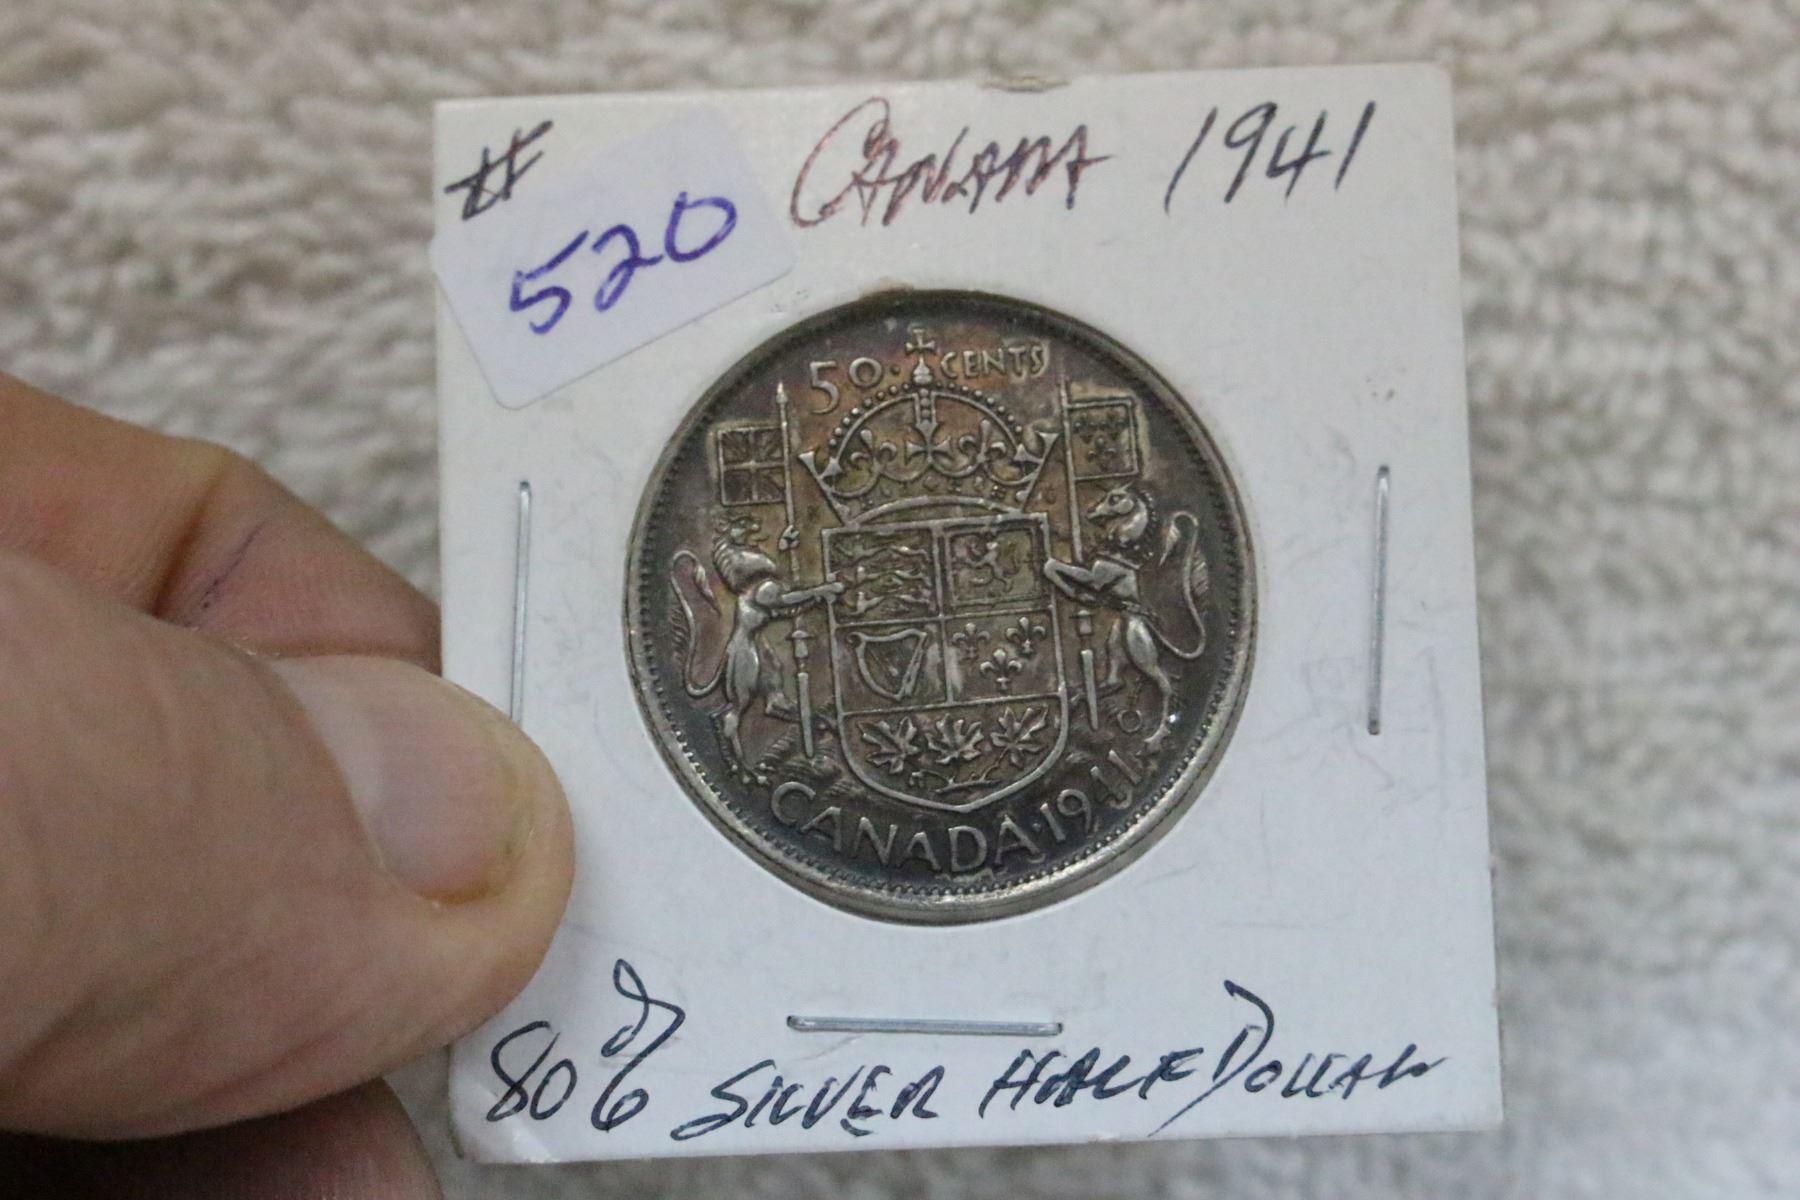 # CANADA 1941
520
50. CENTS
CANADA·1941
80% SILVER HALF DOLLAR